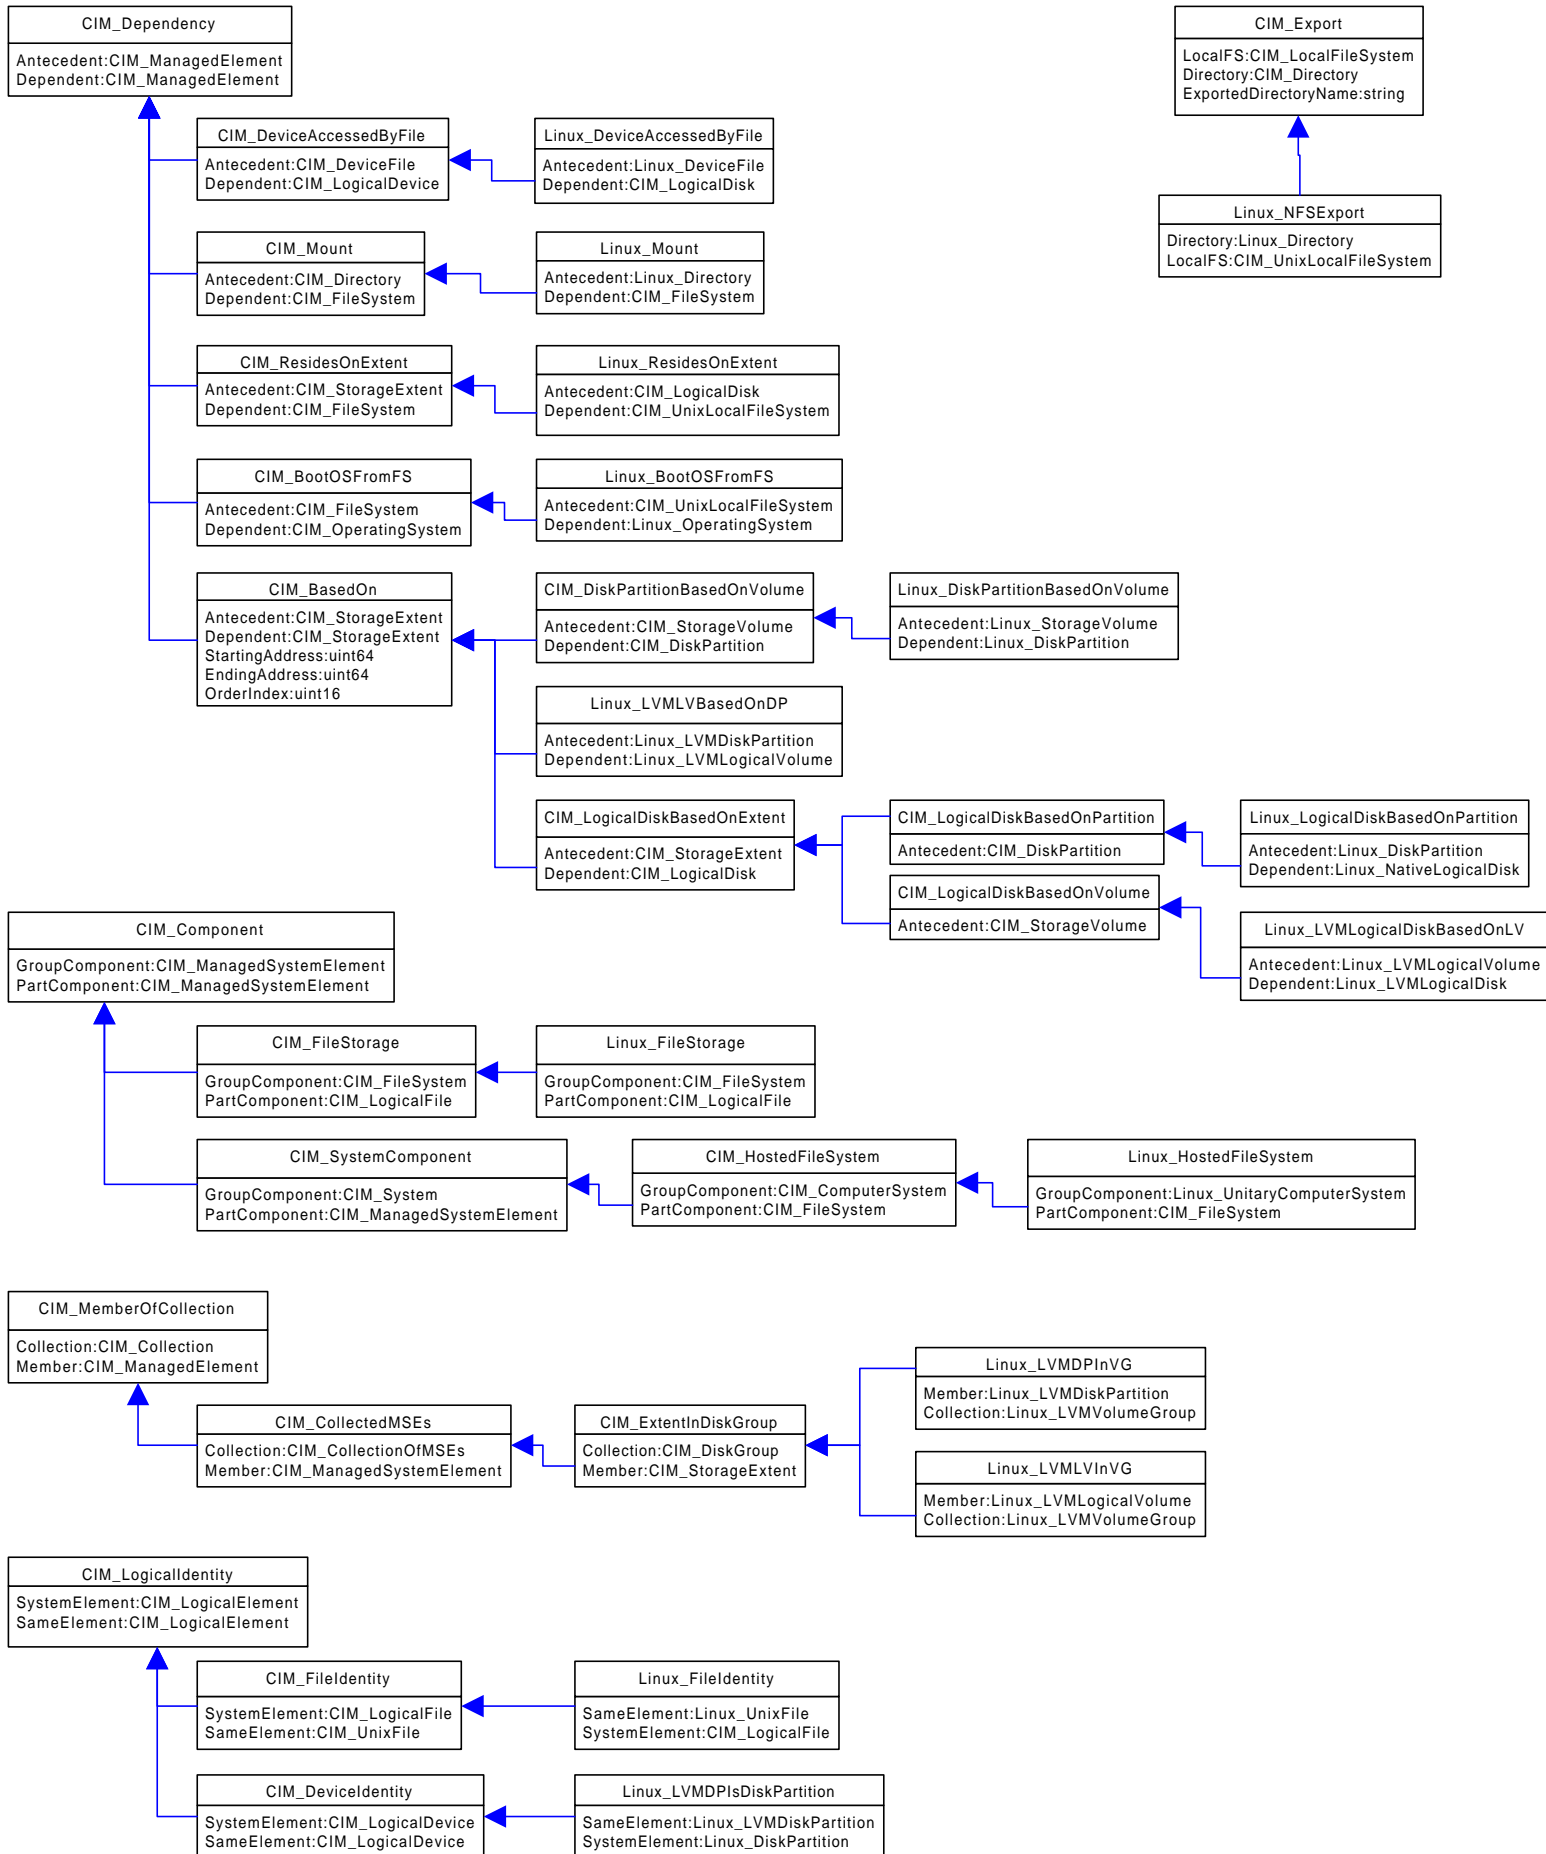 CIM_Dependency
Antecedent:CIM_ManagedElement
Dependent:CIM_ManagedElement
CIM_Export
LocalFS:CIM_LocalFileSystem
Directory:CIM_Directory
ExportedDirectoryName:string
CIM_DeviceAccessedByFile
Antecedent:CIM_DeviceFile
Dependent:CIM_LogicalDevice
Linux_DeviceAccessedByFile
Antecedent:Linux_DeviceFile
Dependent:CIM_LogicalDisk
Linux_NFSExport
Directory:Linux_Directory
LocalFS:CIM_UnixLocalFileSystem
CIM_Mount
Antecedent:CIM_Directory
Dependent:CIM_FileSystem
Linux_Mount
Antecedent:Linux_Directory
Dependent:CIM_FileSystem
CIM_ResidesOnExtent
Antecedent:CIM_StorageExtent
Dependent:CIM_FileSystem
Linux_ResidesOnExtent
Antecedent:CIM_LogicalDisk
Dependent:CIM_UnixLocalFileSystem
CIM_BootOSFromFS
Antecedent:CIM_FileSystem
Dependent:CIM_OperatingSystem
Linux_BootOSFromFS
Antecedent:CIM_UnixLocalFileSystem
Dependent:Linux_OperatingSystem
CIM_BasedOn
Antecedent:CIM_StorageExtent
Dependent:CIM_StorageExtent
StartingAddress:uint64
EndingAddress:uint64
OrderIndex:uint16
CIM_DiskPartitionBasedOnVolume
Antecedent:CIM_StorageVolume
Dependent:CIM_DiskPartition
Linux_DiskPartitionBasedOnVolume
Antecedent:Linux_StorageVolume
Dependent:Linux_DiskPartition
Linux_LVMLVBasedOnDP
Antecedent:Linux_LVMDiskPartition
Dependent:Linux_LVMLogicalVolume
CIM_LogicalDiskBasedOnExtent
Antecedent:CIM_StorageExtent
Dependent:CIM_LogicalDisk
CIM_LogicalDiskBasedOnPartition
Antecedent:CIM_DiskPartition
Linux_LogicalDiskBasedOnPartition
Antecedent:Linux_DiskPartition
Dependent:Linux_NativeLogicalDisk
CIM_LogicalDiskBasedOnVolume
Antecedent:CIM_StorageVolume
Linux_LVMLogicalDiskBasedOnLV
Antecedent:Linux_LVMLogicalVolume
Dependent:Linux_LVMLogicalDisk
CIM_Component
GroupComponent:CIM_ManagedSystemElement
PartComponent:CIM_ManagedSystemElement
CIM_FileStorage
GroupComponent:CIM_FileSystem
PartComponent:CIM_LogicalFile
Linux_FileStorage
GroupComponent:CIM_FileSystem
PartComponent:CIM_LogicalFile
CIM_SystemComponent
GroupComponent:CIM_System
PartComponent:CIM_ManagedSystemElement
CIM_HostedFileSystem
GroupComponent:CIM_ComputerSystem
PartComponent:CIM_FileSystem
Linux_HostedFileSystem
GroupComponent:Linux_UnitaryComputerSystem
PartComponent:CIM_FileSystem
CIM_MemberOfCollection
Collection:CIM_Collection
Member:CIM_ManagedElement
CIM_CollectedMSEs
Collection:CIM_CollectionOfMSEs
Member:CIM_ManagedSystemElement
CIM_ExtentInDiskGroup
Collection:CIM_DiskGroup
Member:CIM_StorageExtent
Linux_LVMDPInVG
Member:Linux_LVMDiskPartition
Collection:Linux_LVMVolumeGroup
Linux_LVMLVInVG
Member:Linux_LVMLogicalVolume
Collection:Linux_LVMVolumeGroup
CIM_LogicalIdentity
SystemElement:CIM_LogicalElement
SameElement:CIM_LogicalElement
CIM_FileIdentity
SystemElement:CIM_LogicalFile
SameElement:CIM_UnixFile
Linux_FileIdentity
SameElement:Linux_UnixFile
SystemElement:CIM_LogicalFile
CIM_DeviceIdentity
SystemElement:CIM_LogicalDevice
SameElement:CIM_LogicalDevice
Linux_LVMDPIsDiskPartition
SameElement:Linux_LVMDiskPartition
SystemElement:Linux_DiskPartition